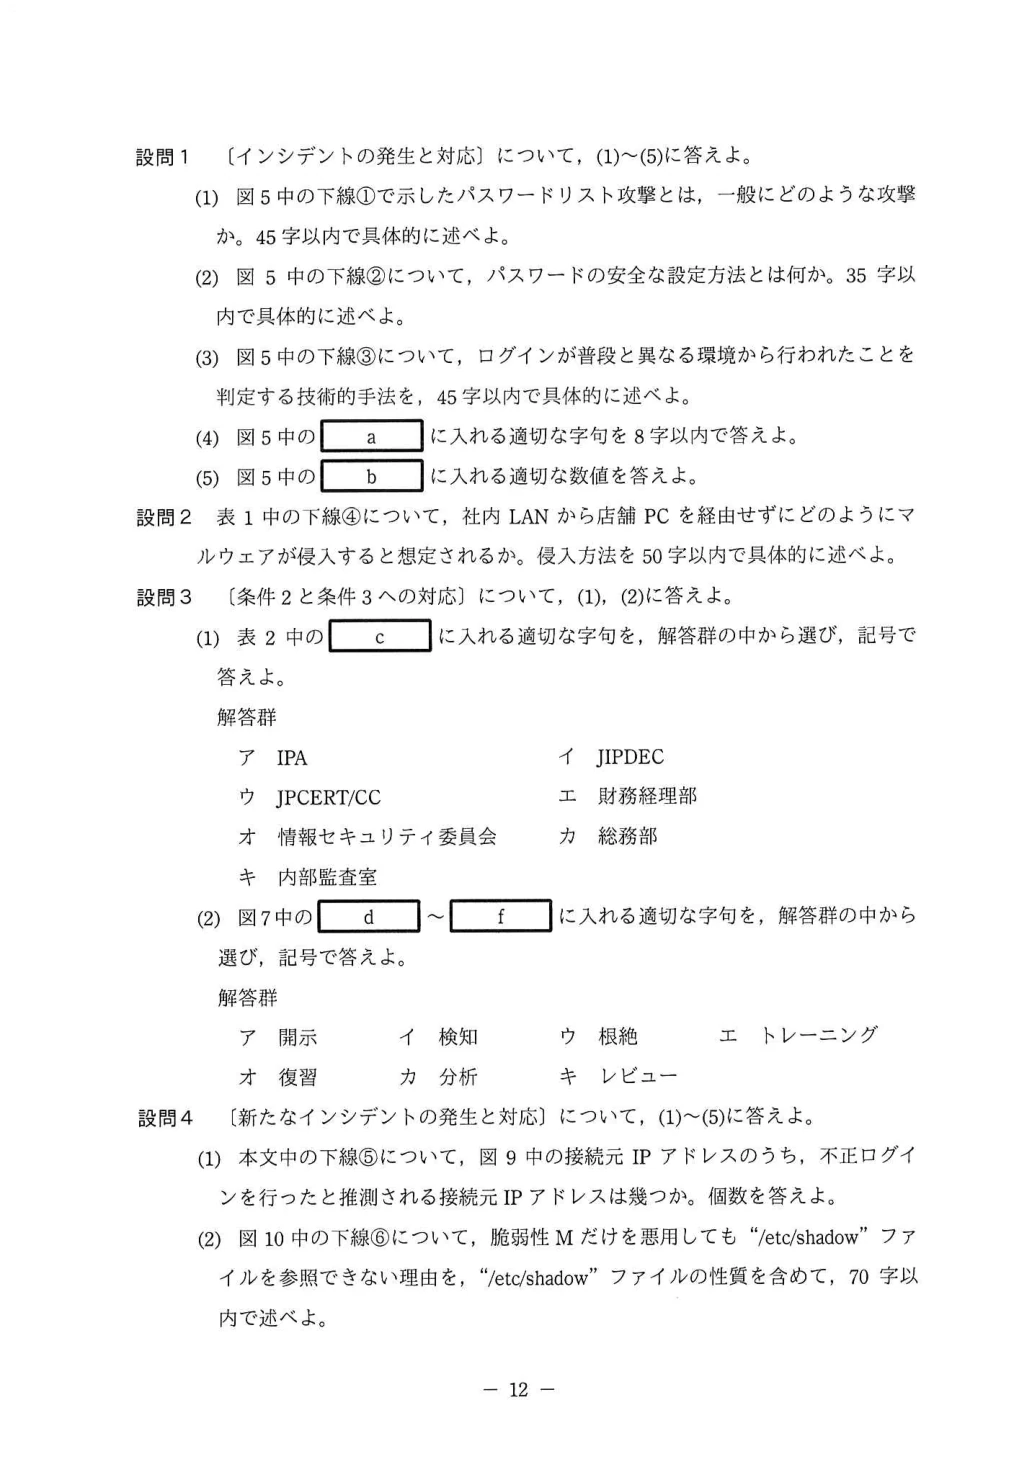 設問1　〔インシデントの発生と対応〕について，(1)～(5)に答えよ。
(1)　図5中の下線①で示したパスワードリスト攻撃とは，一般にどのような攻撃
か。45字以内で具体的に述べよ。
(2)　図5中の下線②について，パスワードの安全な設定方法とは何か。35字以
内で具体的に述べよ。
(3)　図5中の下線③について，ログインが普段と異なる環境から行われたことを
判定する技術的手法を，45字以内で具体的に述べよ。
(4)　図5中の a に入れる適切な字句を8字以内で答えよ。
(5)　図5中の b に入れる適切な数値を答えよ。
設問2　表1中の下線④について，社内LANから店舗PCを経由せずにどのようにマ
ルウェアが侵入すると想定されるか。侵入方法を50字以内で具体的に述べよ。
設問3　〔条件2と条件3への対応〕について，(1)，(2)に答えよ。
(1)　表2中の c に入れる適切な字句を，解答群の中から選び，記号で
答えよ。
解答群
ア　IPA　イ　JIPDEC
ウ　JPCERT/CC　エ　財務経理部
オ　情報セキュリティ委員会　カ　総務部
キ　内部監査室
(2)　図7中の d ～ f に入れる適切な字句を，解答群の中から
選び，記号で答えよ。
解答群
ア　開示　イ　検知　ウ　根絶　エ　トレーニング
オ　復習　カ　分析　キ　レビュー
設問4　〔新たなインシデントの発生と対応〕について，(1)～(5)に答えよ。
(1)　本文中の下線⑤について，図9中の接続元IPアドレスのうち，不正ログイ
ンを行ったと推測される接続元IPアドレスは幾つか。個数を答えよ。
(2)　図10中の下線⑥について，脆弱性Mだけを悪用しても“/etc/shadow”ファ
イルを参照できない理由を，“/etc/shadow”ファイルの性質を含めて，70字以
内で述べよ。
－ 12 －